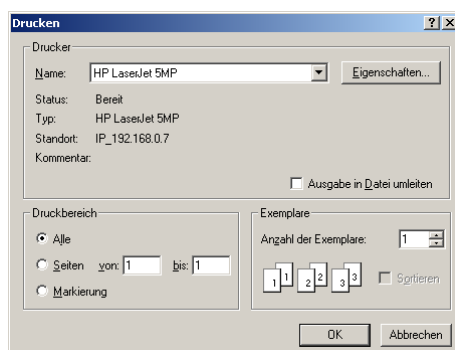 Drucken
Drucker
Name: HP LaserJet 5MP Eigenschaften...
Status: Bereit
Typ: HP LaserJet 5MP
Standort: IP_192.168.0.7
Kommentar:
Ausgabe in Datei umleiten
Druckbereich
Alle
Seiten von: 1 bis: 1
Markierung
Exemplare
Anzahl der Exemplare: 1
1 1 2 2 3 3 Sortieren
OK Abbrechen